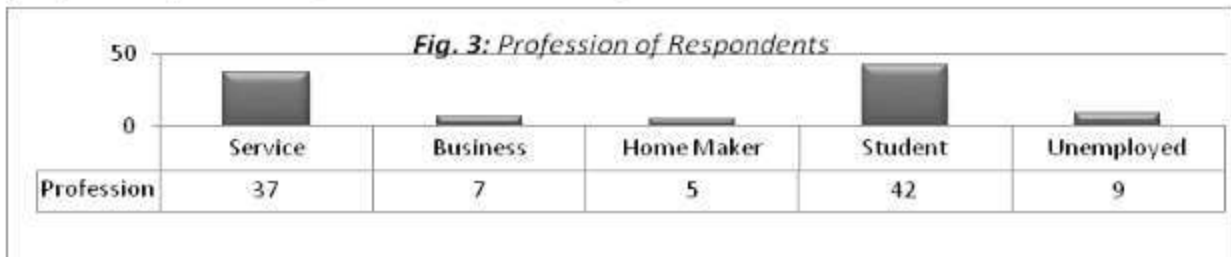 Fig. 3: Profession of Respondents
50
0
Service Business Home Maker Student Unemployed
Profession 37 7 5 42 9